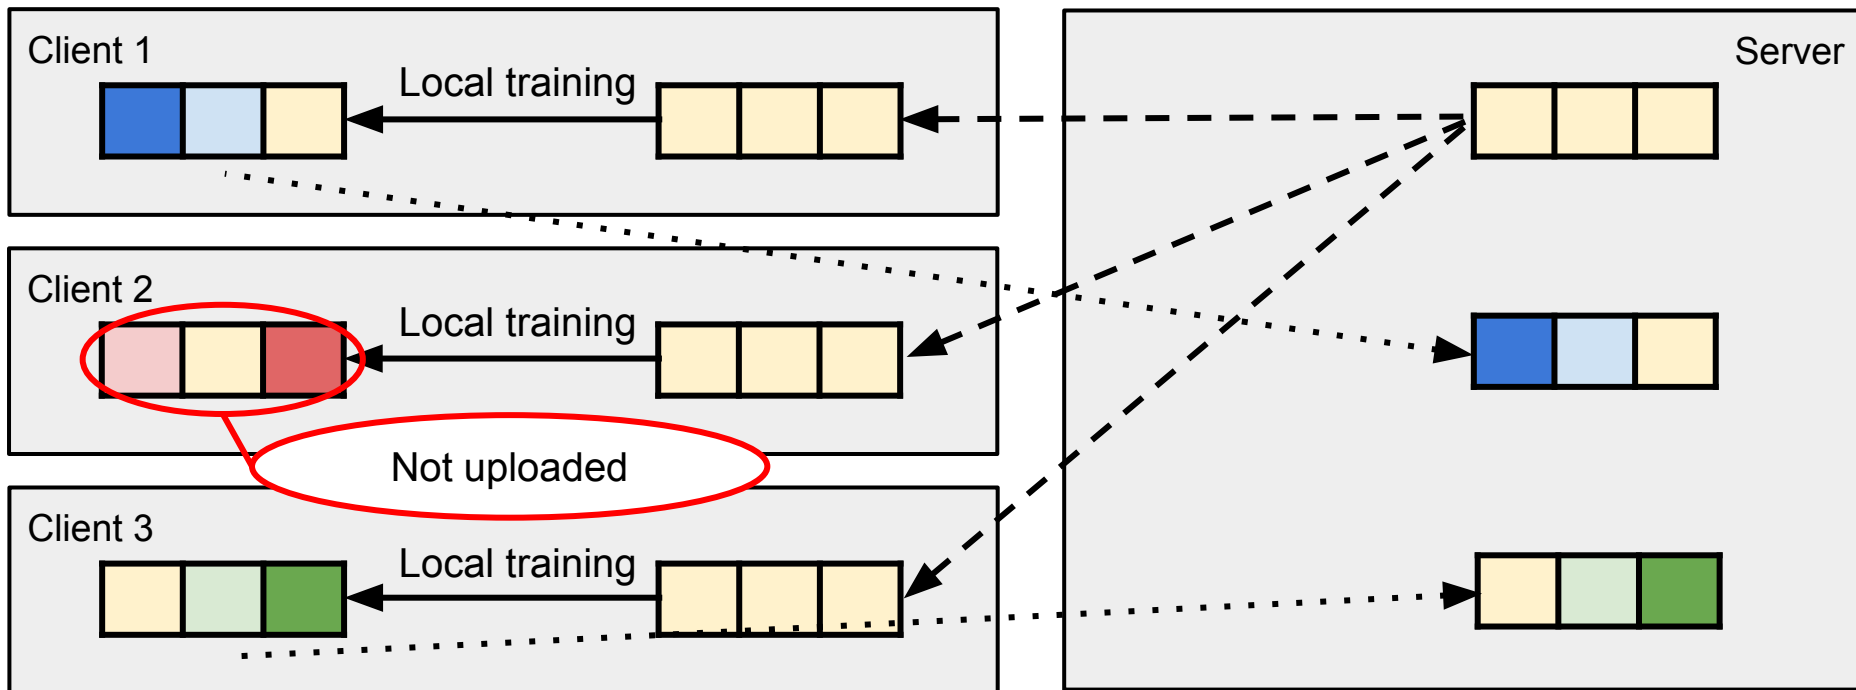 Client 1
Local training
Server
Client 2
Local training
Not uploaded
Client 3
Local training